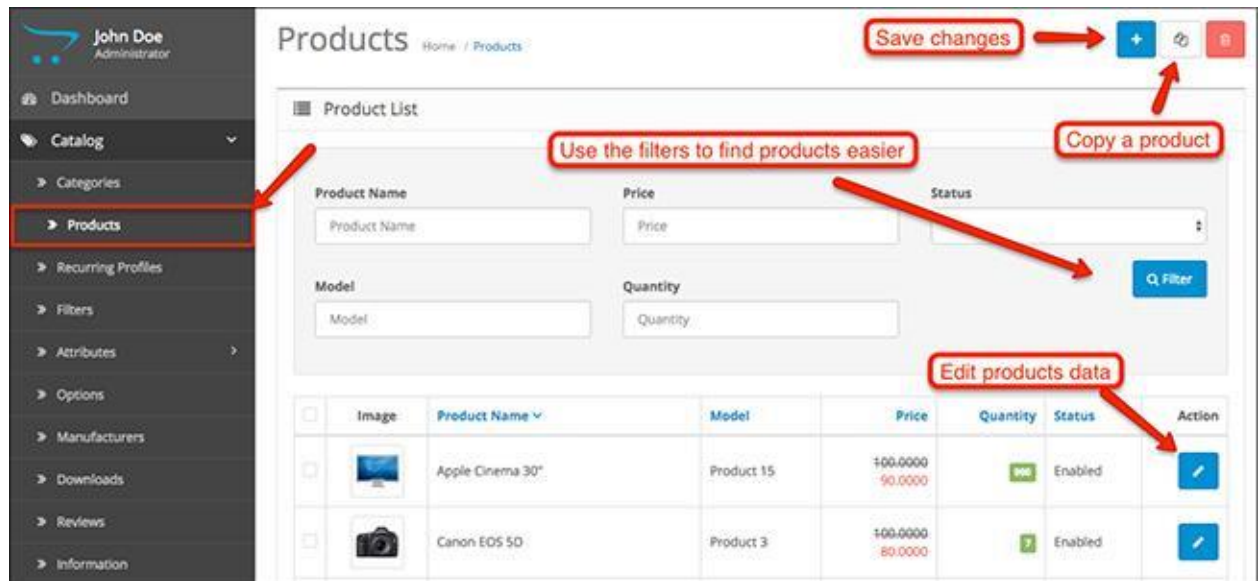 John Doe
Administrator
Dashboard
Catalog
Categories
Products
Recurring Profiles
Filters
Attributes
Options
Manufacturers
Downloads
Reviews
Information
Products Home / Products
Save changes
Copy a product
Product List
Use the filters to find products easier
Product Name Price Status
Product Name Price
Filter
Model Quantity
Model Quantity
Edit products data
Image Product Name Model Price Quantity Status Action
Apple Cinema 30" Product 15 100.0000 Enabled
90.0000
Canon EOS 5D Product 3 100.0000 7 Enabled
80.0000